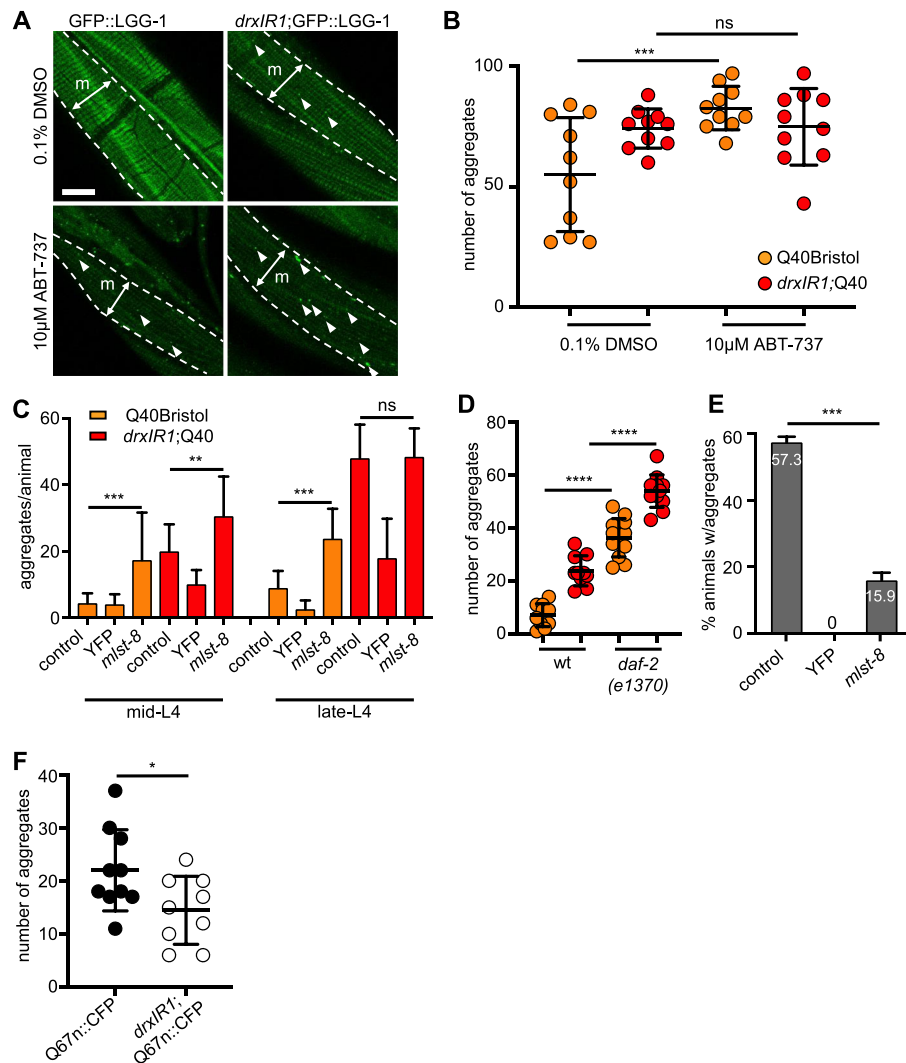 A
GFP::LGG-1
drxIR1;GFP::LGG-1
0.1% DMSO
m
m
10µM ABT-737
m
m
B
ns
***
number of aggregates
100
50
0
Q40Bristol
drxIR1;Q40
0.1% DMSO
10µM ABT-737
C
Q40Bristol
drxIR1;Q40
aggregates/animal
60
40
20
0
***
**
***
ns
control
YFP
mlst-8
control
YFP
mlst-8
control
YFP
mlst-8
control
YFP
mlst-8
mid-L4
late-L4
D
number of aggregates
80
60
40
20
0
****
****
wt
daf-2
(e1370)
E
% animals w/aggregates
60
40
20
0
***
57.3
0
15.9
control
YFP
mlst-8
F
number of aggregates
40
30
20
10
0
*
Q67n::CFP
drxIR1;
Q67n::CFP